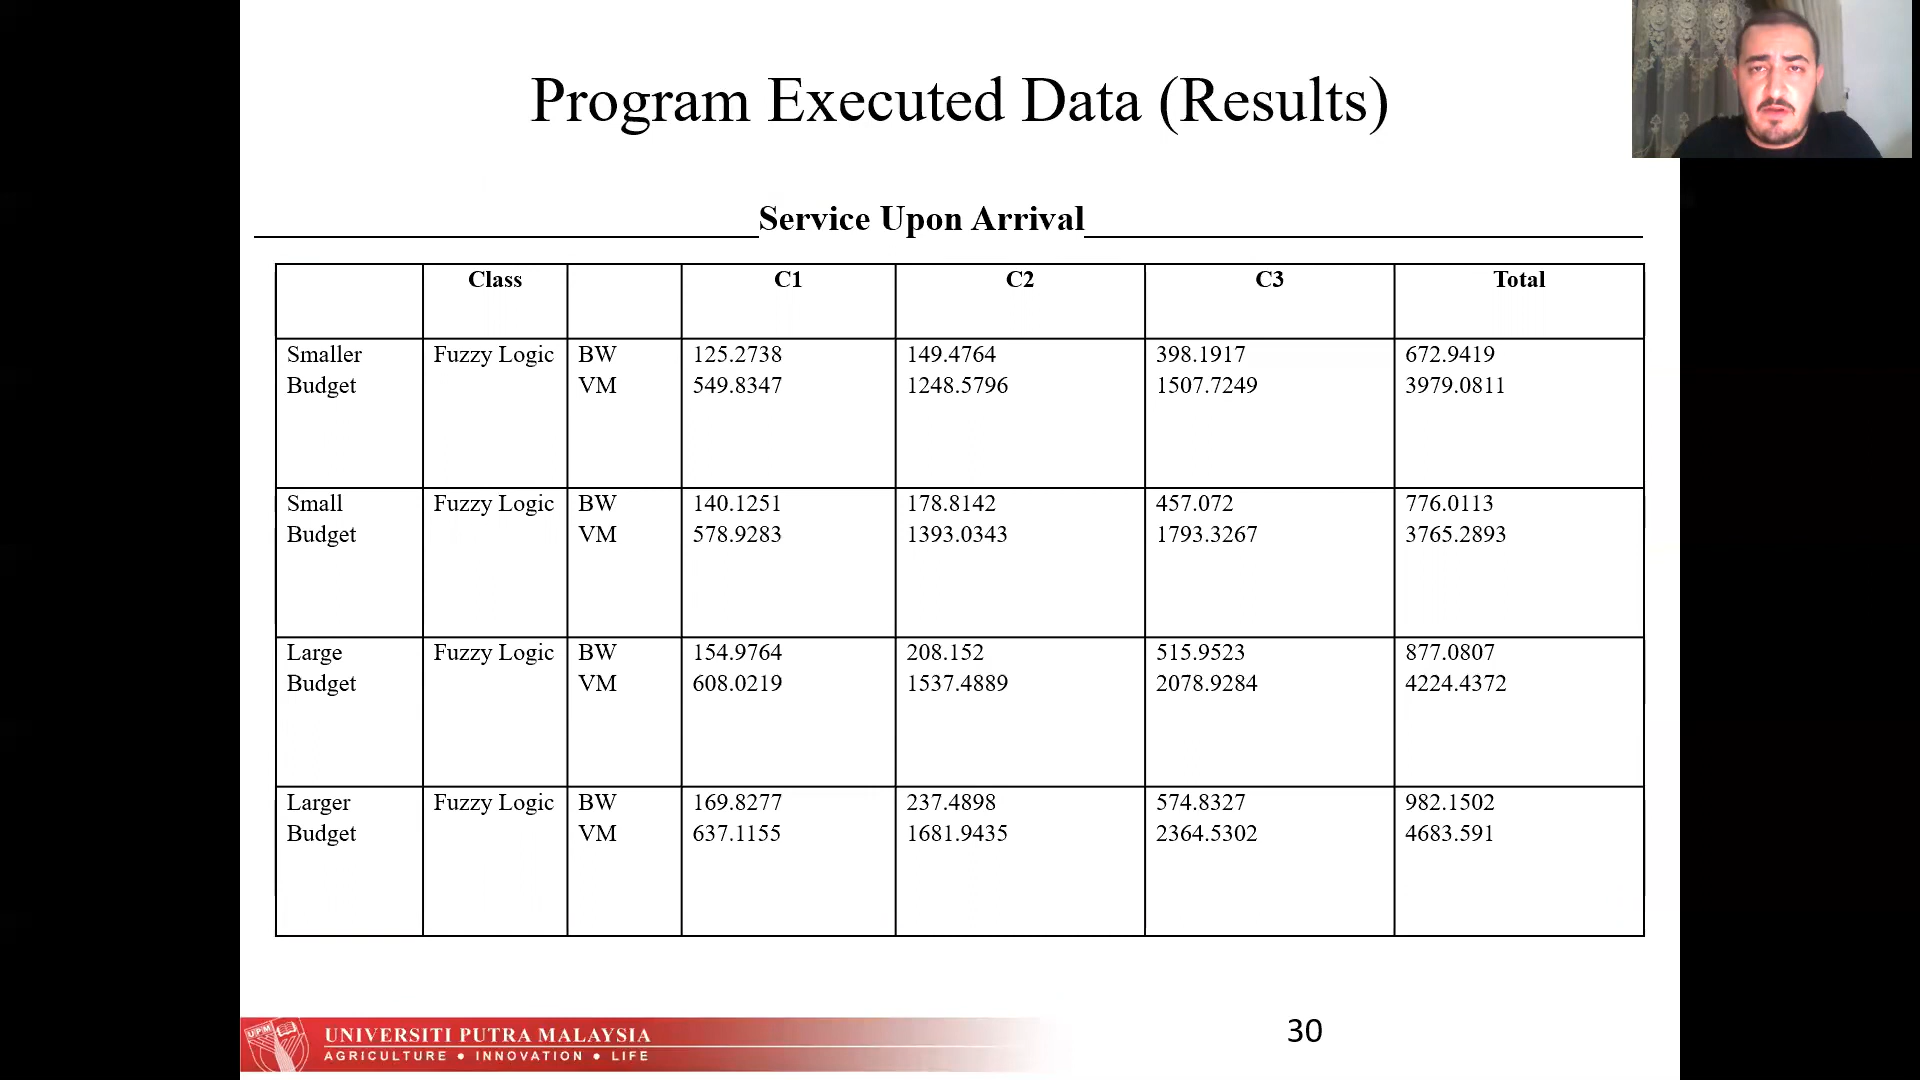 Program Executed Data (Results)
Service Upon Arrival
Class C1 C2 C3 Total
Smaller Fuzzy Logic BW 125.2738 149.4764 398.1917 672.9419
Budget VM 549.8347 1248.5796 1507.7249 3979.0811
Small Fuzzy Logic BW 140.1251 178.8142 457.072 776.0113
Budget VM 578.9283 1393.0343 1793.3267 3765.2893
Large Fuzzy Logic BW 154.9764 208.152 515.9523 877.0807
Budget VM 608.0219 1537.4889 2078.9284 4224.4372
Larger Fuzzy Logic BW 169.8277 237.4898 574.8327 982.1502
Budget VM 637.1155 1681.9435 2364.5302 4683.591
UPM
UNIVERSITI PUTRA MALAYSIA
AGRICULTURE • INNOVATION • LIFE
30